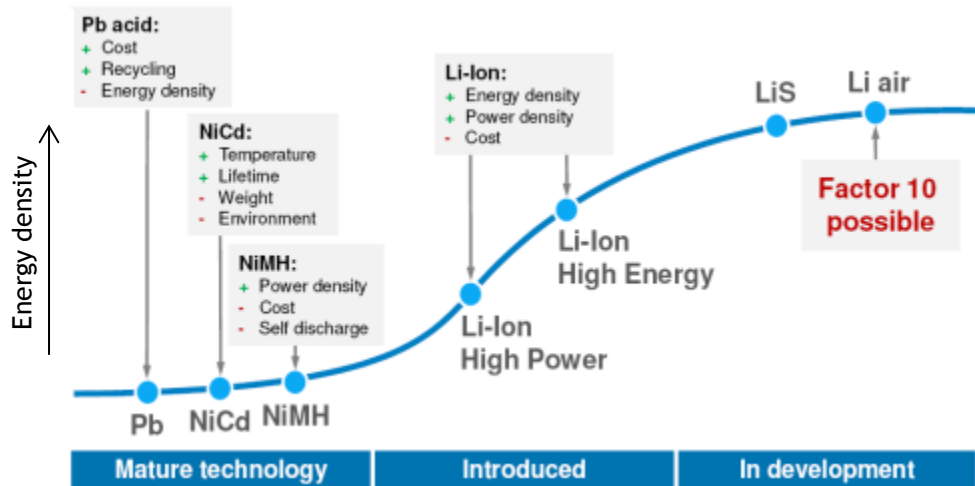 Pb acid:
+ Cost
+ Recycling
- Energy density
NiCd:
+ Temperature
+ Lifetime
- Weight
- Environment
NiMH:
+ Power density
- Cost
- Self discharge
Li-Ion:
+ Energy density
+ Power density
- Cost
LiS
Li air
Factor 10
possible
Energy density
Li-Ion
High Energy
Li-Ion
High Power
Pb
NiCd
NiMH
Mature technology
Introduced
In development